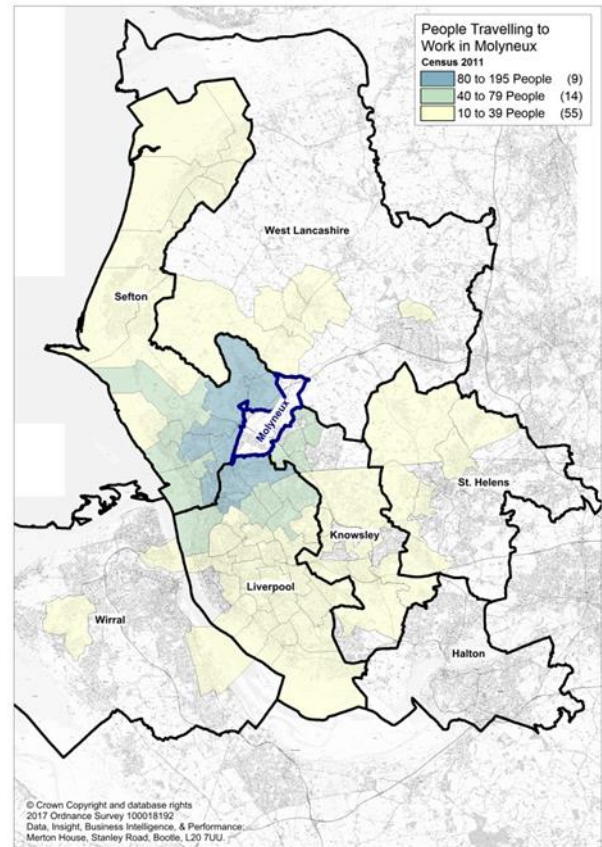 People Travelling to
Work in Molyneux
Census 2011
80 to 195 People (9)
40 to 79 People (14)
10 to 39 People (55)
West Lancashire
Sefton
Molyneux
St. Helens
Knowsley
Liverpool
Wirral
Halton
© Crown Copyright and database rights
2017 Ordnance Survey 100018192
Data, Insight, Business Intelligence, & Performance:
Merton House, Stanley Road, Bootle, L20 7UU.